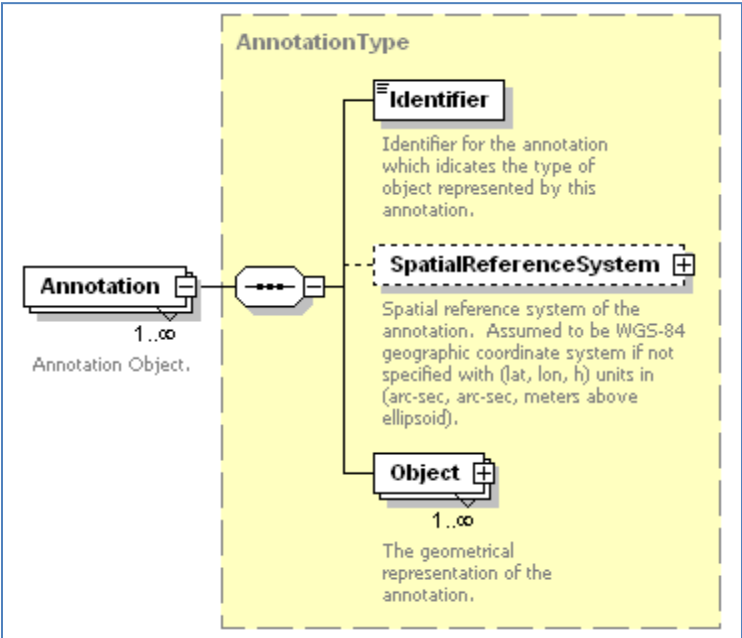 AnnotationType
Identifier
Identifier for the annotation
which idicates the type of
object represented by this
annotation.
SpatialReferenceSystem
Spatial reference system of the
annotation.  Assumed to be WGS-84
geographic coordinate system if not
specified with (lat, lon, h) units in
(arc-sec, arc-sec, meters above
ellipsoid).
Annotation
1..∞
Annotation Object.
Object
1..∞
The geometrical
representation of the
annotation.